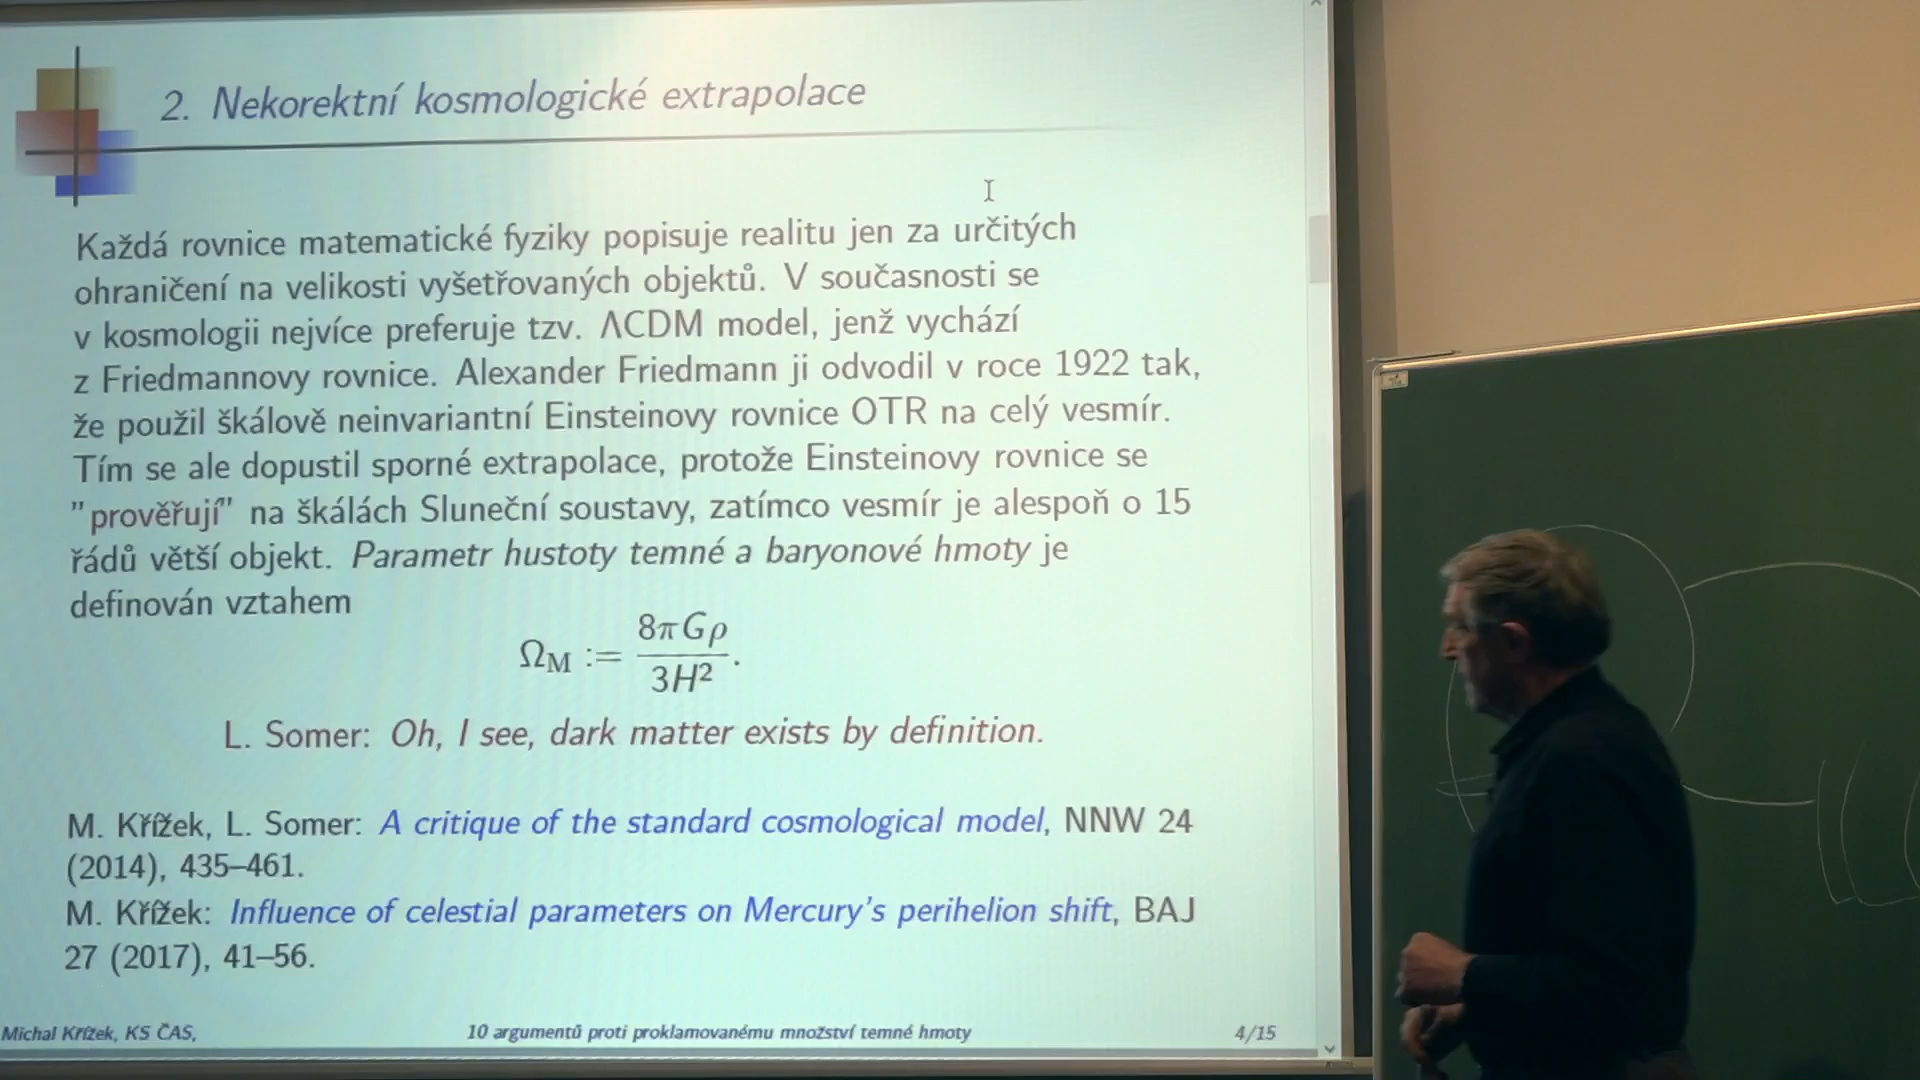 2. Nekorektní kosmologické extrapolace
Každá rovnice matematické fyziky popisuje realitu jen za určitých
ohraničení na velikosti vyšetřovaných objektů. V současnosti se
v kosmologii nejvíce preferuje tzv. ΛCDM model, jenž vychází
z Friedmannovy rovnice. Alexander Friedmann ji odvodil v roce 1922 tak,
že použil škálově neinvariantní Einsteinovy rovnice OTR na celý vesmír.
Tím se ale dopustil sporné extrapolace, protože Einsteinovy rovnice se
"prověřují" na škálách Sluneční soustavy, zatímco vesmír je alespoň o 15
řádů větší objekt. Parametr hustoty temné a baryonové hmoty je
definován vztahem
Ω_M := 8πGρ / 3H².
L. Somer: Oh, I see, dark matter exists by definition.
M. Křížek, L. Somer: A critique of the standard cosmological model, NNW 24
(2014), 435–461.
M. Křížek: Influence of celestial parameters on Mercury's perihelion shift, BAJ
27 (2017), 41–56.
Michal Křížek, KS ČAS, 10 argumentů proti proklamovanému množství temné hmoty 4/15